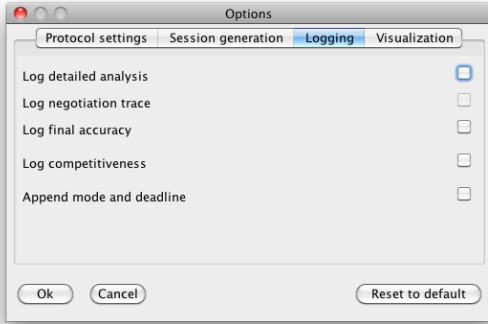 Options
Protocol settings Session generation Logging Visualization
Log detailed analysis
Log negotiation trace
Log final accuracy
Log competitiveness
Append mode and deadline
Ok Cancel Reset to default